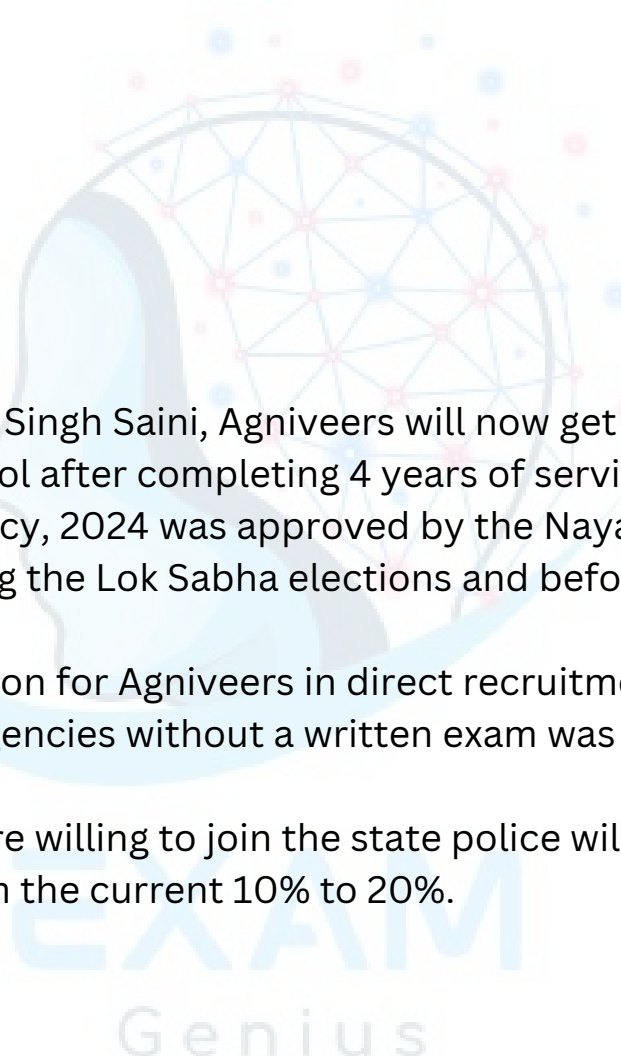 Singh Saini, Agniveers will now get
ol after completing 4 years of servi
cy, 2024 was approved by the Naya
g the Lok Sabha elections and befo
on for Agniveers in direct recruitme
encies without a written exam was
re willing to join the state police wil
n the current 10% to 20%.
EXAM
Genius